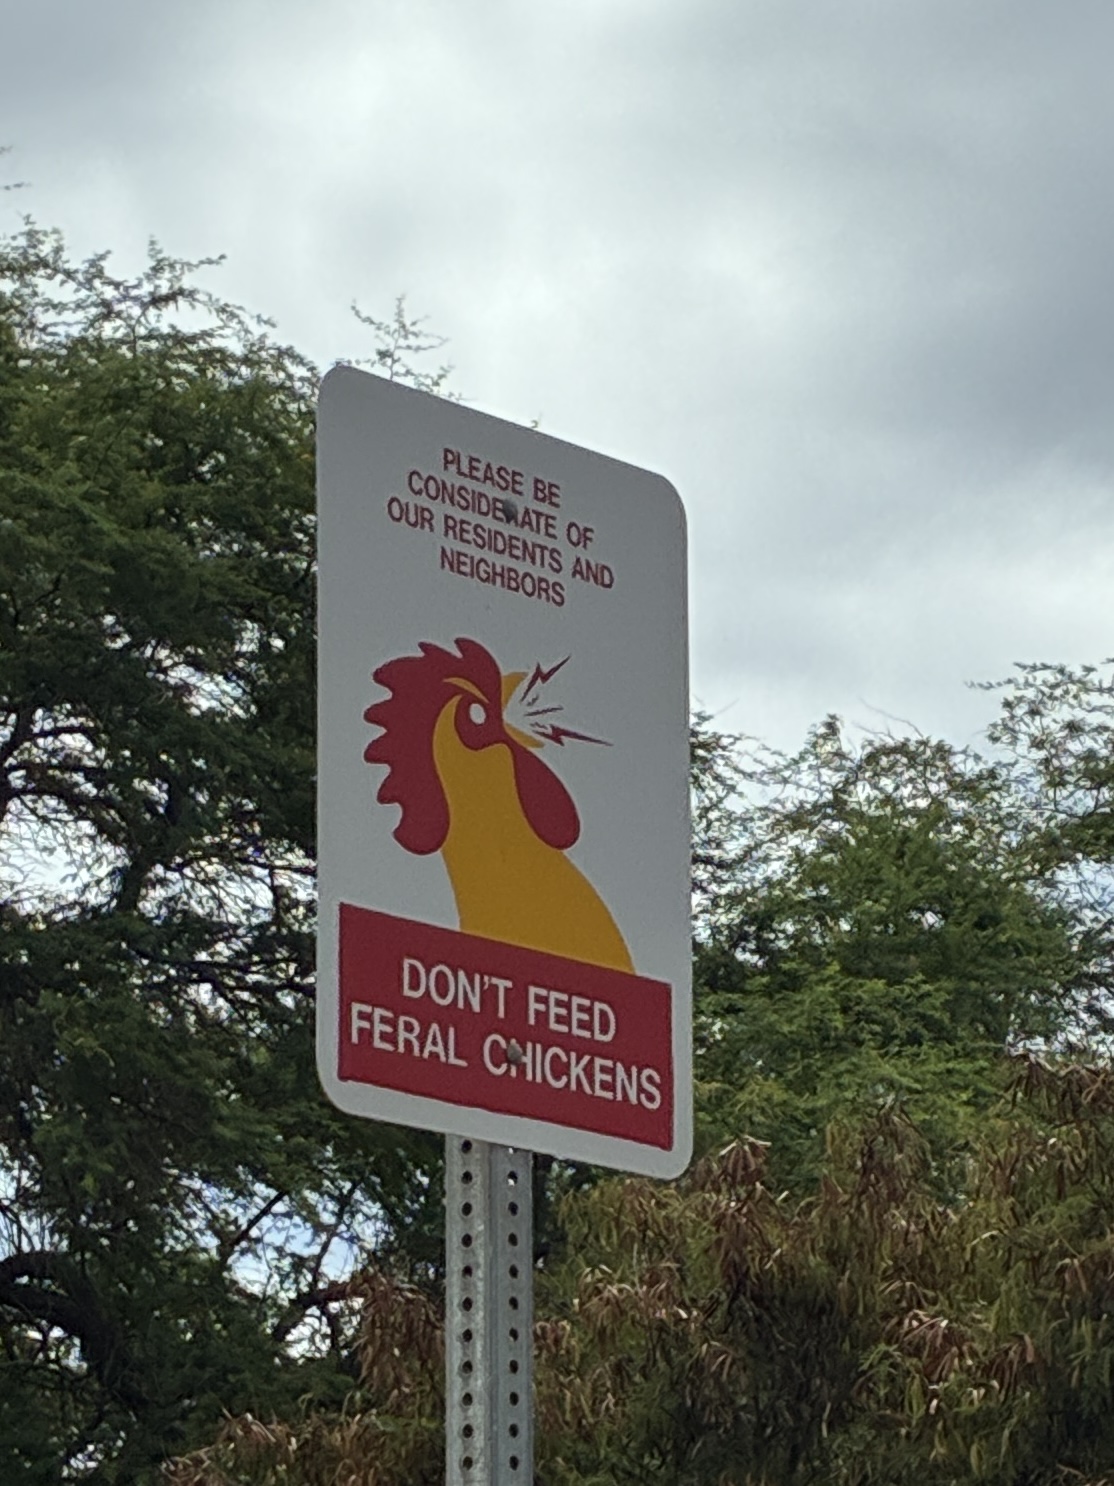 PLEASE BE
CONSIDERATE OF
OUR RESIDENTS AND
NEIGHBORS
DON'T FEED
FERAL CHICKENS